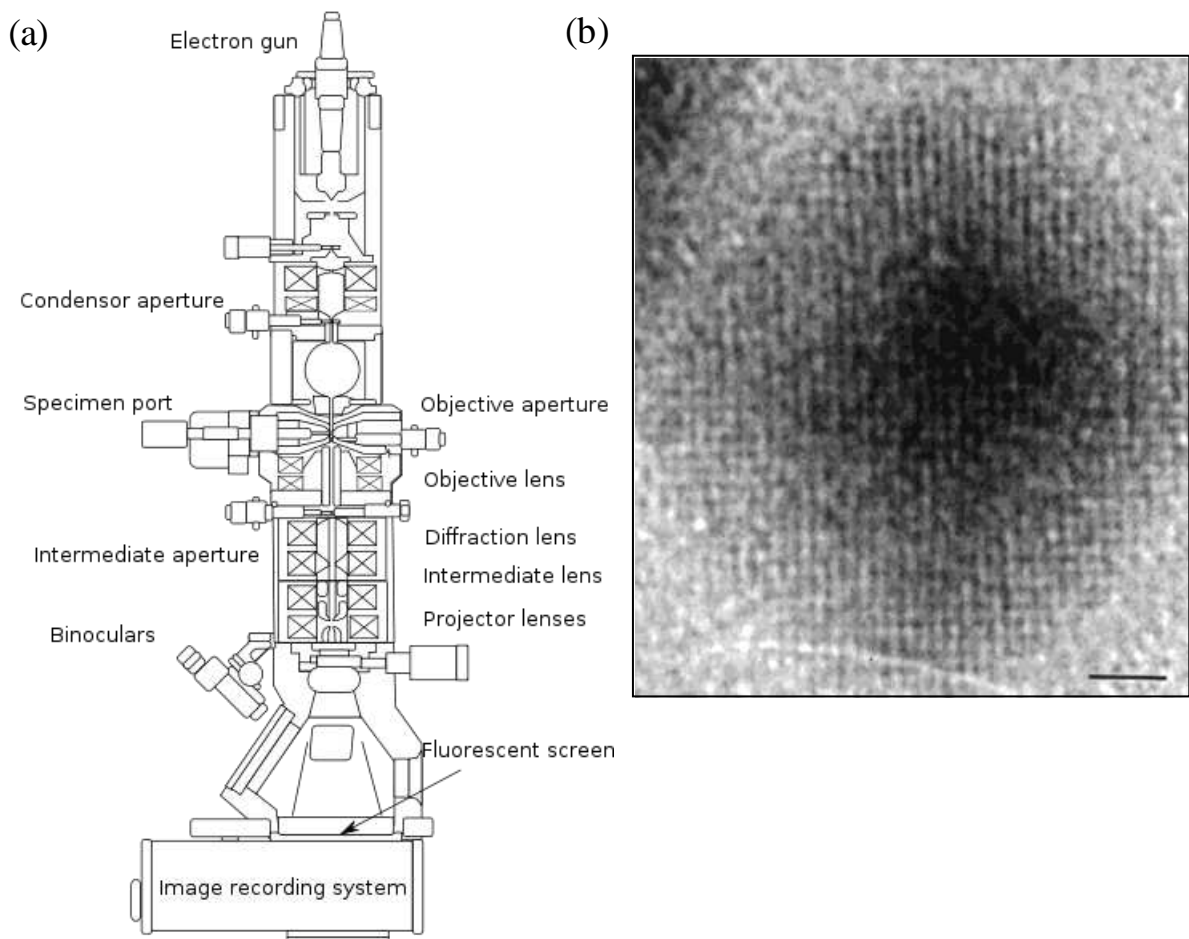 (a)
Electron gun
Condensor aperture
Specimen port
Objective aperture
Objective lens
Intermediate aperture
Diffraction lens
Intermediate lens
Projector lenses
Binoculars
Fluorescent screen
Image recording system
(b)